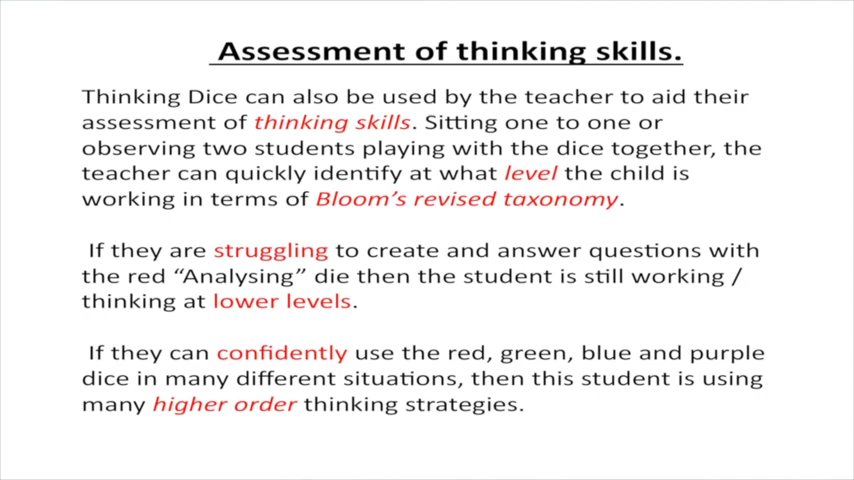 Assessment of thinking skills.
Thinking Dice can also be used by the teacher to aid their
assessment of thinking skills. Sitting one to one or
observing two students playing with the dice together, the
teacher can quickly identify at what level the child is
working in terms of Bloom’s revised taxonomy.
If they are struggling to create and answer questions with
the red “Analysing” die then the student is still working /
thinking at lower levels.
If they can confidently use the red, green, blue and purple
dice in many different situations, then this student is using
many higher order thinking strategies.